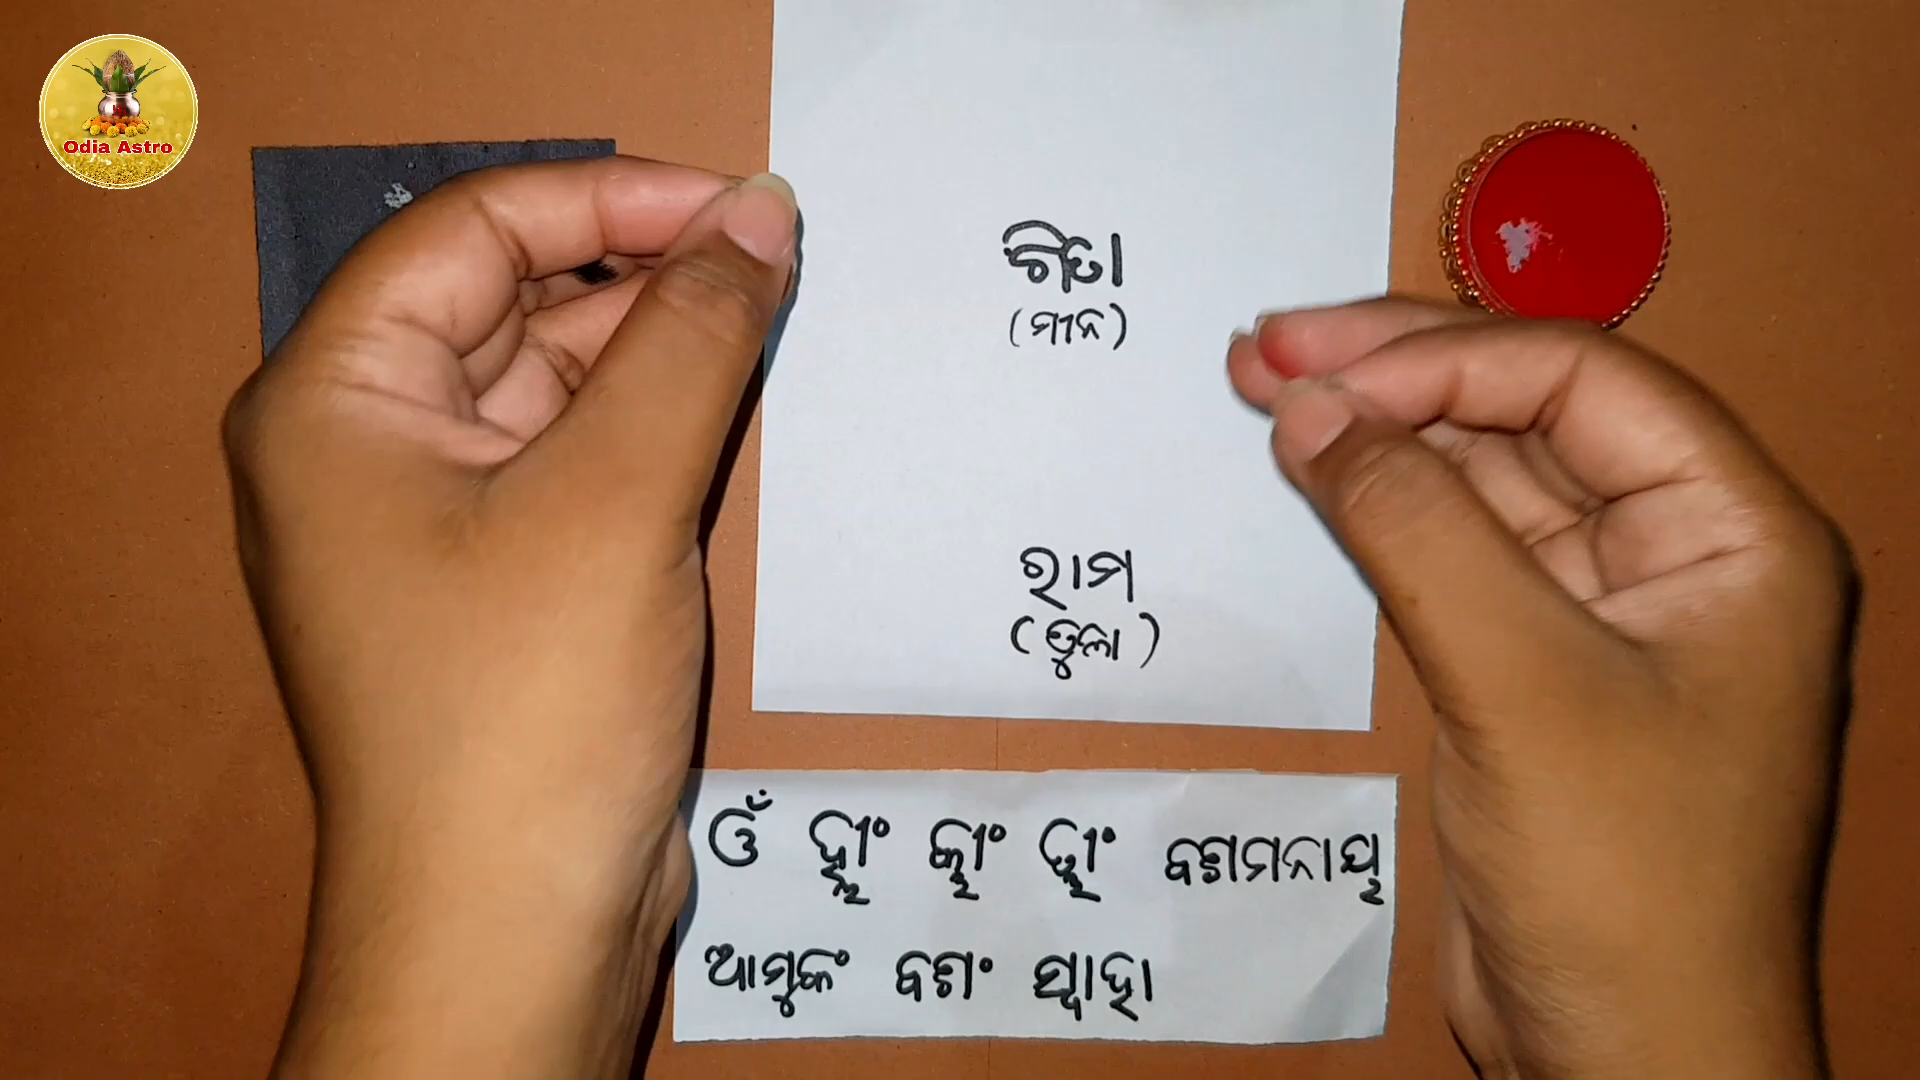 Odia Astro
ଗିତା
(ମୀନ)
ରାମ
(ତୁଲା)
ଓଁ ହ୍ଲୀଂ କ୍ଲୀଂ ଢ୍ଲୀଂ ବଶମନାୟ
ଆମୁକଂ ବଶଂ ସ୍ୱାହା